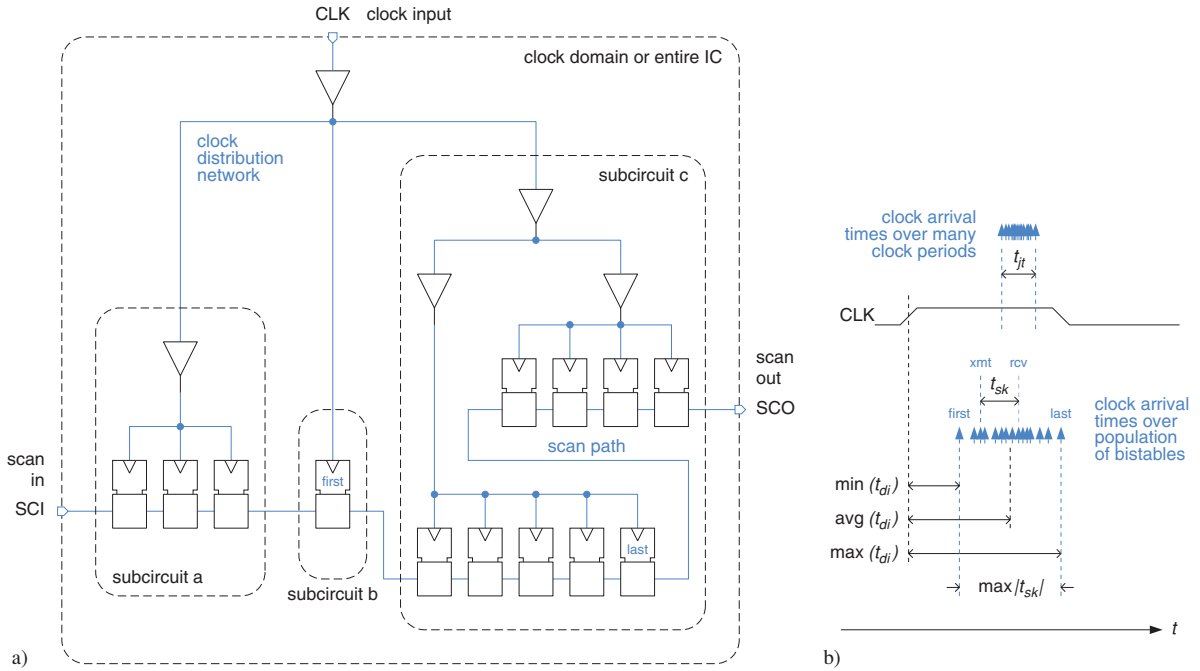 CLK clock input
clock domain or entire IC
clock
distribution
network
subcircuit c
scan
in
SCI
first
scan path
last
scan
out
SCO
subcircuit a
subcircuit b
a)
clock arrival
times over many
clock periods
t_jt
CLK
xmt rcv
t_sk
first last
clock arrival
times over
population
of bistables
min (t_di)
avg (t_di)
max (t_di)
max |t_sk|
t
b)